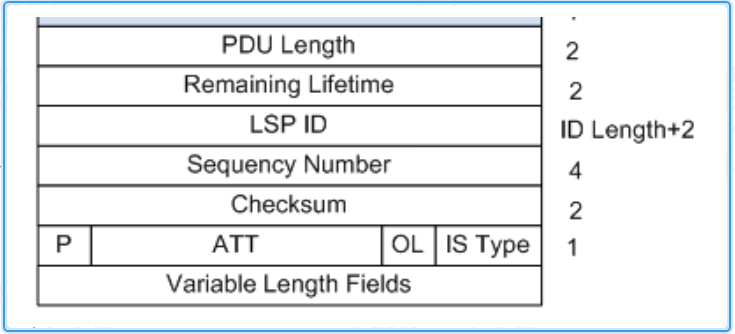 PDU Length 2
Remaining Lifetime 2
LSP ID ID Length+2
Sequency Number 4
Checksum 2
P ATT OL IS Type 1
Variable Length Fields